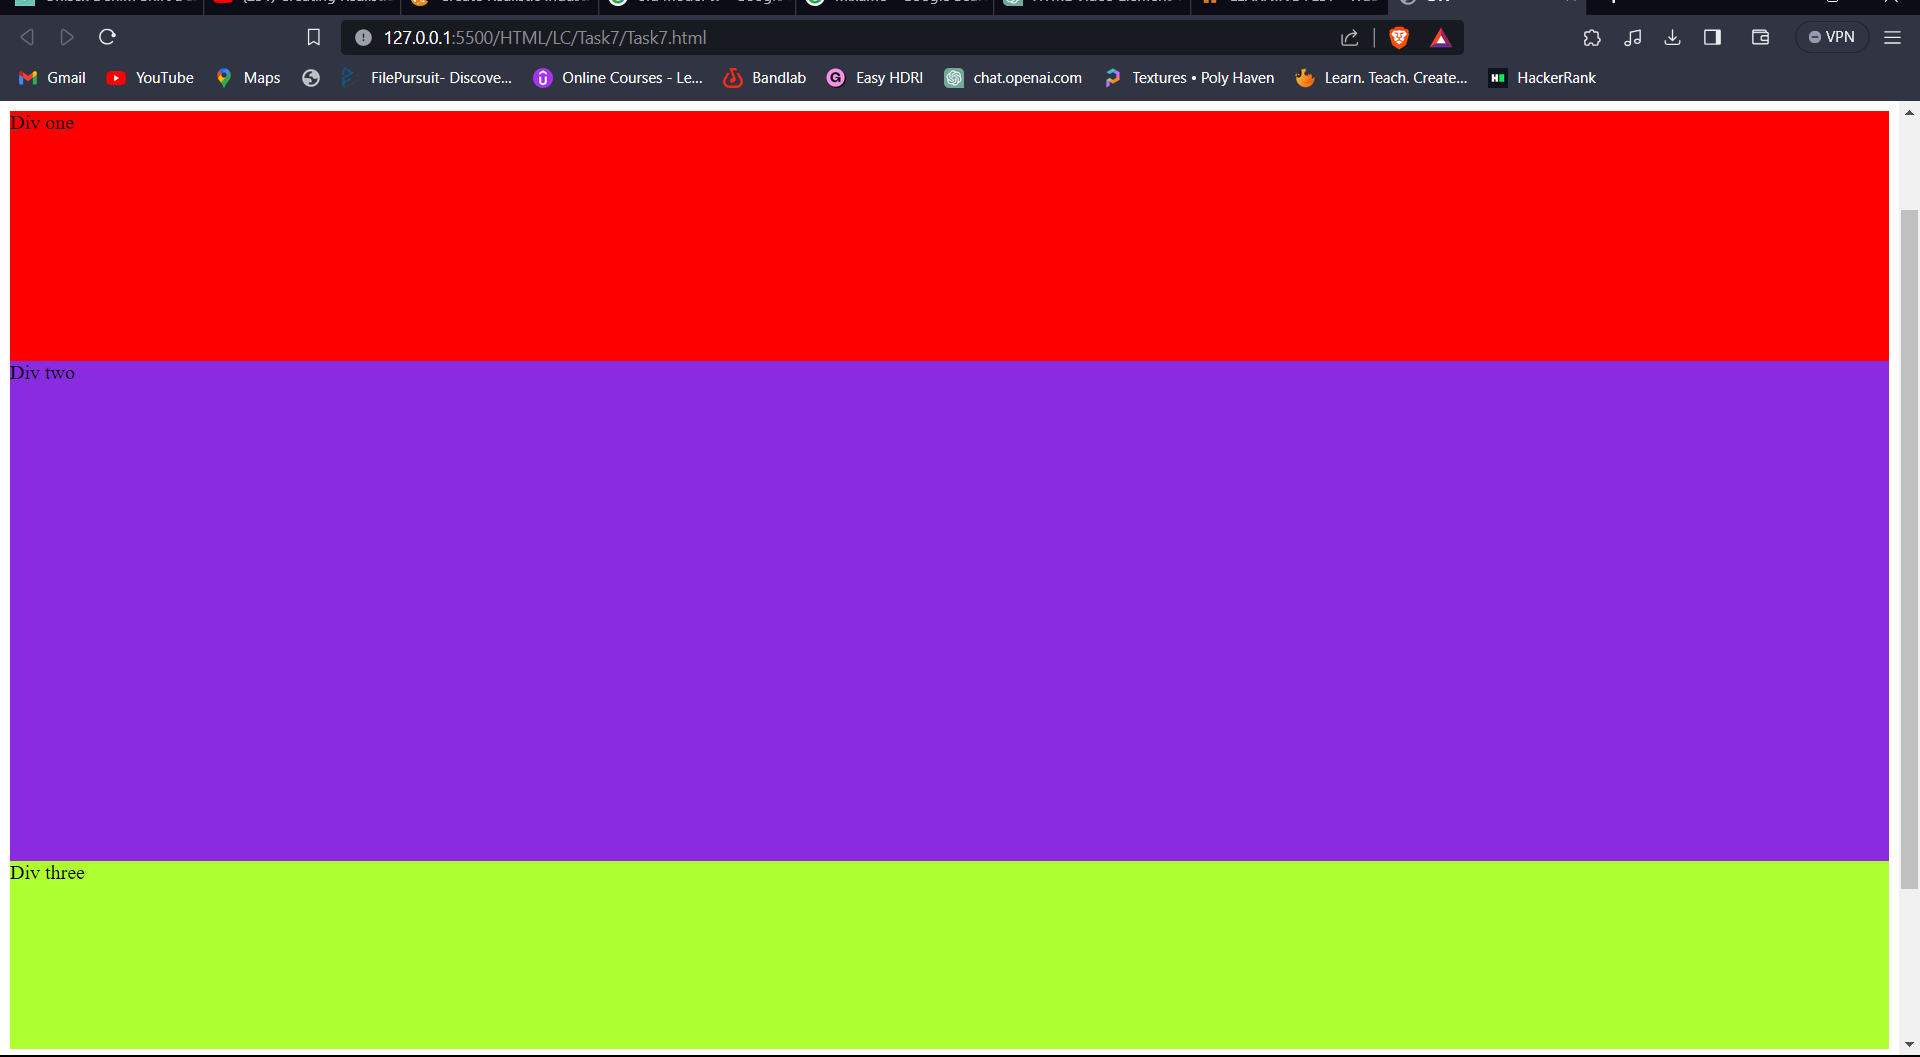 127.0.0.1:5500/HTML/LC/Task7/Task7.html
VPN
Gmail
YouTube
Maps
FilePursuit- Discove...
Online Courses - Le...
Bandlab
Easy HDRI
chat.openai.com
Textures • Poly Haven
Learn. Teach. Create...
HackerRank
Div one
Div two
Div three